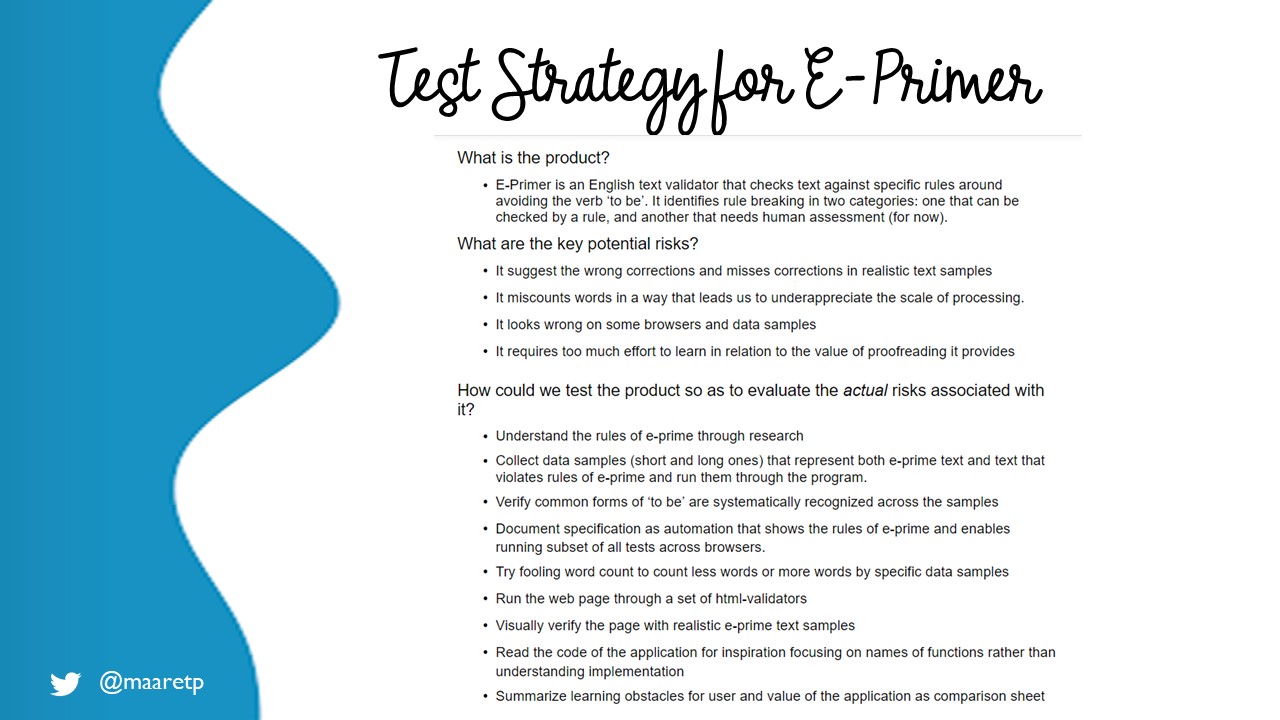 Test Strategy for E-Primer
What is the product?
• E-Prime is an English text validator that checks text against specific rules around
avoiding the verb ‘to be’. It identifies rule breaking in two categories: one that can be
checked by a rule, and another that needs human assessment (for now).
What are the key potential risks?
• It suggest the wrong corrections and misses corrections in realistic text samples
• It miscounts words in a way that leads us to underappreciate the scale of processing.
• It looks wrong on some browsers and data samples
• It requires too much effort to learn in relation to the value of proofreading it provides
How could we test the product so as to evaluate the actual risks associated with
it?
• Understand the rules of e-prime through research
• Collect data samples (short and long ones) that represent both e-prime text and text that
violates rules of e-prime and run them through the program.
• Verify common forms of ‘to be’ are systematically recognized across the samples
• Document specification as automation that shows the rules of e-prime and enables
running subset of all tests across browsers.
• Try fooling word count to count less words or more words by specific data samples
• Run the web page through a set of html-validators
• Visually verify the page with realistic e-prime text samples
• Read the code of the application for inspiration focusing on names of functions rather than
understanding implementation
• Summarize learning obstacles for user and value of the application as comparison sheet
@maaretp